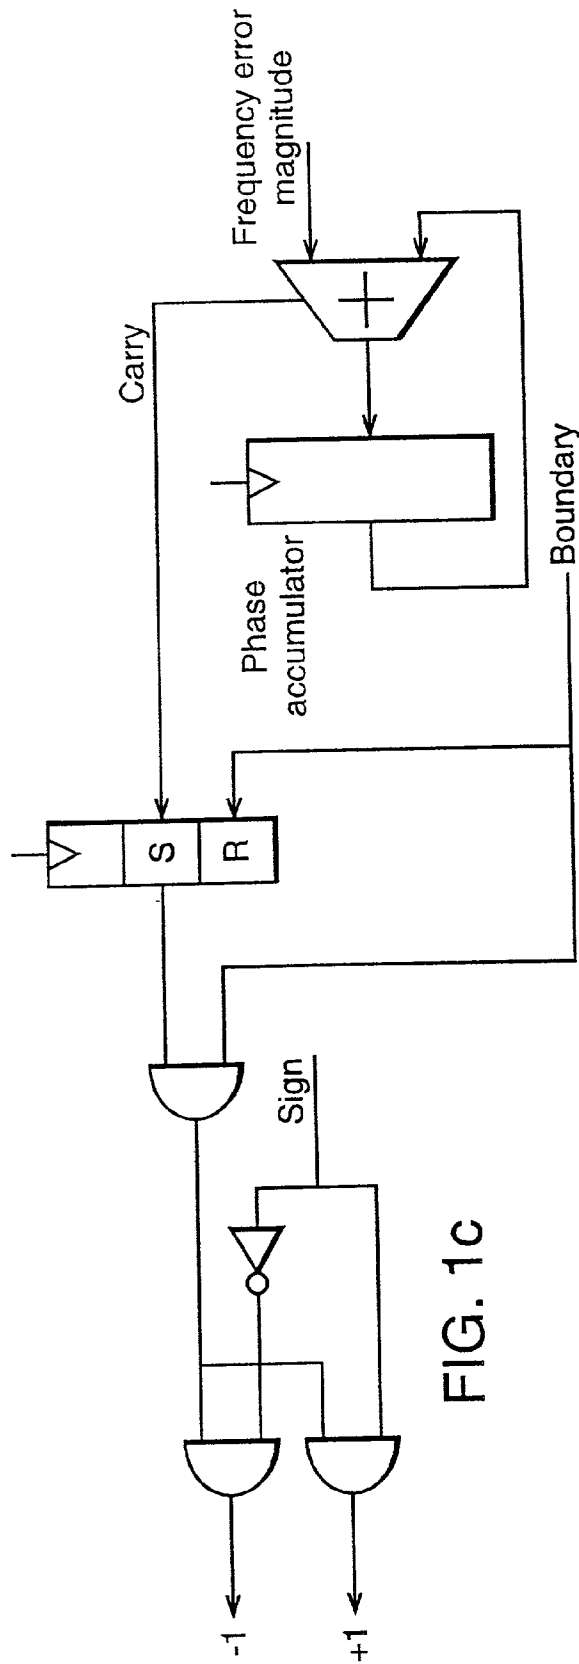 Frequency error
magnitude
Carry
Phase
accumulator
Boundary
S
R
Sign
-1
+1
FIG. 1c